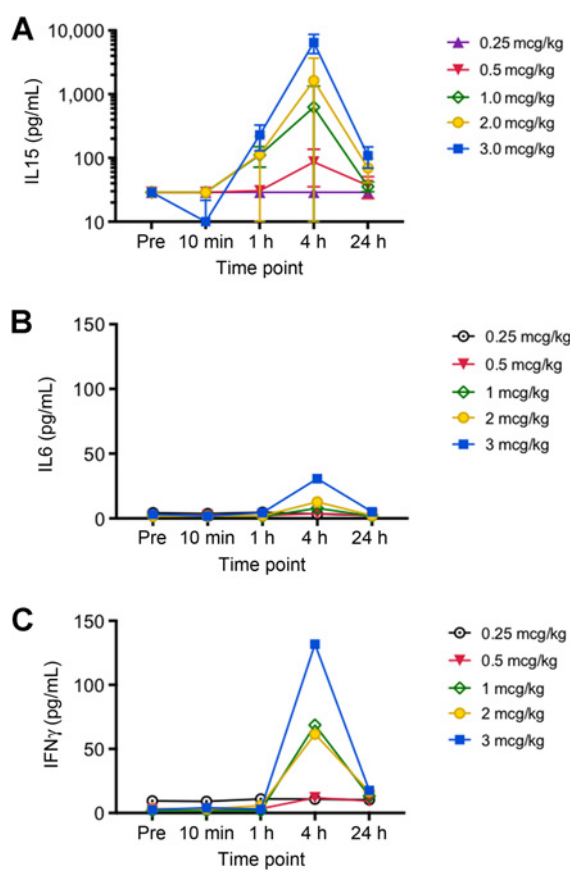 A
10,000
1,000
100
10
IL15 (pg/mL)
Pre 10 min 1 h 4 h 24 h
Time point
0.25 mcg/kg
0.5 mcg/kg
1.0 mcg/kg
2.0 mcg/kg
3.0 mcg/kg
B
150
100
50
0
IL6 (pg/mL)
Pre 10 min 1 h 4 h 24 h
Time point
0.25 mcg/kg
0.5 mcg/kg
1 mcg/kg
2 mcg/kg
3 mcg/kg
C
150
100
50
0
IFNγ (pg/mL)
Pre 10 min 1 h 4 h 24 h
Time point
0.25 mcg/kg
0.5 mcg/kg
1 mcg/kg
2 mcg/kg
3 mcg/kg